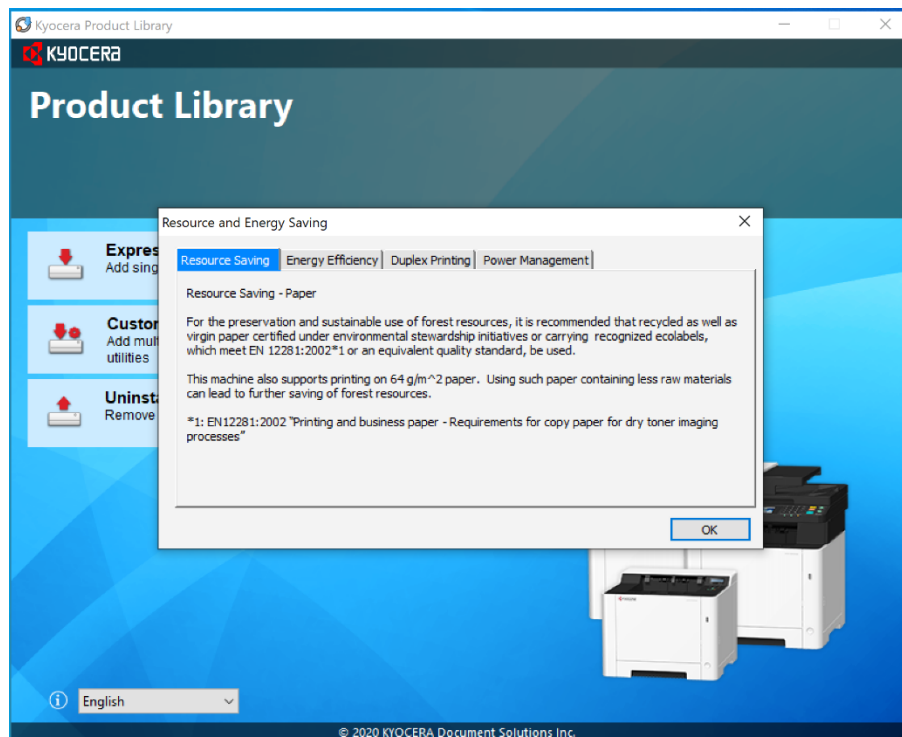 Kyocera Product Library
KYOCERA
Product Library
Resource and Energy Saving
Resource Saving
Energy Efficiency
Duplex Printing
Power Management
Resource Saving - Paper
For the preservation and sustainable use of forest resources, it is recommended that recycled as well as
virgin paper certified under environmental stewardship initiatives or carrying recognized ecolabels,
which meet EN 12281:2002*1 or an equivalent quality standard, be used.
This machine also supports printing on 64 g/m^2 paper. Using such paper containing less raw materials
can lead to further saving of forest resources.
*1: EN12281:2002 "Printing and business paper - Requirements for copy paper for dry toner imaging
processes"
OK
Expres
Add sing
Custor
Add mult
utilities
Uninsta
Remove
English
© 2020 KYOCERA Document Solutions Inc.